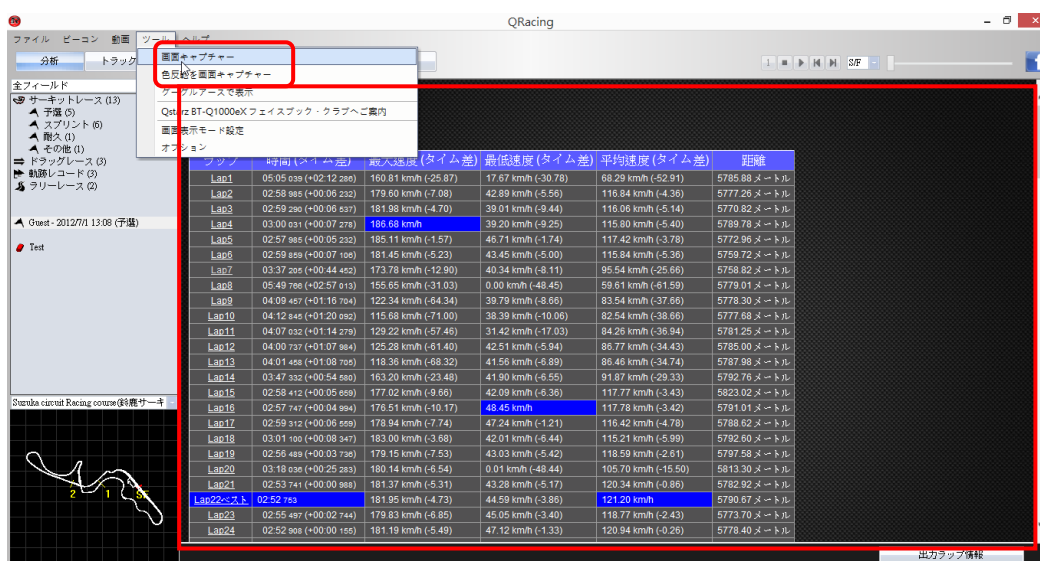 QRacing
ファイル ビーコン 動画 ツール ヘルプ
分析 トラック
S/F
画面キャプチャー
色反転を画面キャプチャー
グーグルアースで表示
Qstarz BT-Q1000eX フェイスブック・クラブへご案内
画面表示モード設定
オプション
全フィールド
サーキットレース (13)
予選 (5)
スプリント (6)
耐久 (1)
その他 (1)
ドラッグレース (3)
軌跡レコード (3)
ラリーレース (2)
Guest - 2012/7/1 13:08 (予選)
Test
Suzuka circuit Racing course(鈴鹿サーキ
2 1 SF
ラップ 時間 (タイム差) 最大速度 (タイム差) 最低速度 (タイム差) 平均速度 (タイム差) 距離
Lap1 05:05 039 (+02:12 286) 160.81 km/h (-25.87) 17.67 km/h (-30.78) 68.29 km/h (-52.91) 5785.88 メートル
Lap2 02:58 985 (+00:06 232) 179.60 km/h (-7.08) 42.89 km/h (-5.56) 116.84 km/h (-4.36) 5777.26 メートル
Lap3 02:59 290 (+00:06 537) 181.98 km/h (-4.70) 39.01 km/h (-9.44) 116.06 km/h (-5.14) 5770.82 メートル
Lap4 03:00 031 (+00:07 278) 186.68 km/h 39.20 km/h (-9.25) 115.80 km/h (-5.40) 5789.78 メートル
Lap5 02:57 985 (+00:05 232) 185.11 km/h (-1.57) 46.71 km/h (-1.74) 117.42 km/h (-3.78) 5772.96 メートル
Lap6 02:59 859 (+00:07 106) 181.45 km/h (-5.23) 43.45 km/h (-5.00) 115.84 km/h (-5.36) 5759.72 メートル
Lap7 03:37 205 (+00:44 452) 173.78 km/h (-12.90) 40.34 km/h (-8.11) 95.54 km/h (-25.66) 5758.82 メートル
Lap8 05:49 766 (+02:57 013) 155.65 km/h (-31.03) 0.00 km/h (-48.45) 59.61 km/h (-61.59) 5779.01 メートル
Lap9 04:09 457 (+01:16 704) 122.34 km/h (-64.34) 39.79 km/h (-8.66) 83.54 km/h (-37.66) 5778.30 メートル
Lap10 04:12 845 (+01:20 092) 115.68 km/h (-71.00) 38.39 km/h (-10.06) 82.54 km/h (-38.66) 5777.68 メートル
Lap11 04:07 032 (+01:14 279) 129.22 km/h (-57.46) 31.42 km/h (-17.03) 84.26 km/h (-36.94) 5781.25 メートル
Lap12 04:00 737 (+01:07 984) 125.28 km/h (-61.40) 42.51 km/h (-5.94) 86.77 km/h (-34.43) 5785.00 メートル
Lap13 04:01 458 (+01:08 705) 118.36 km/h (-68.32) 41.56 km/h (-6.89) 86.46 km/h (-34.74) 5787.98 メートル
Lap14 03:47 332 (+00:54 580) 163.20 km/h (-23.48) 41.90 km/h (-6.55) 91.87 km/h (-29.33) 5792.76 メートル
Lap15 02:58 412 (+00:05 659) 177.02 km/h (-9.66) 42.09 km/h (-6.36) 117.77 km/h (-3.43) 5823.02 メートル
Lap16 02:57 747 (+00:04 994) 176.51 km/h (-10.17) 48.45 km/h 117.78 km/h (-3.42) 5791.01 メートル
Lap17 02:59 312 (+00:06 559) 178.94 km/h (-7.74) 47.24 km/h (-1.21) 116.42 km/h (-4.78) 5788.62 メートル
Lap18 03:01 100 (+00:08 347) 183.00 km/h (-3.68) 42.01 km/h (-6.44) 115.21 km/h (-5.99) 5792.60 メートル
Lap19 02:56 489 (+00:03 736) 179.15 km/h (-7.53) 43.03 km/h (-5.42) 118.59 km/h (-2.61) 5797.58 メートル
Lap20 03:18 036 (+00:25 283) 180.14 km/h (-6.54) 0.01 km/h (-48.44) 105.70 km/h (-15.50) 5813.30 メートル
Lap21 02:53 741 (+00:00 988) 181.37 km/h (-5.31) 43.28 km/h (-5.17) 120.34 km/h (-0.86) 5782.92 メートル
Lap22ベスト 02:52 753 181.95 km/h (-4.73) 44.59 km/h (-3.86) 121.20 km/h 5790.67 メートル
Lap23 02:55 497 (+00:02 744) 179.83 km/h (-6.85) 45.05 km/h (-3.40) 118.77 km/h (-2.43) 5773.70 メートル
Lap24 02:52 908 (+00:00 155) 181.19 km/h (-5.49) 47.12 km/h (-1.33) 120.94 km/h (-0.26) 5778.40 メートル
出力ラップ情報